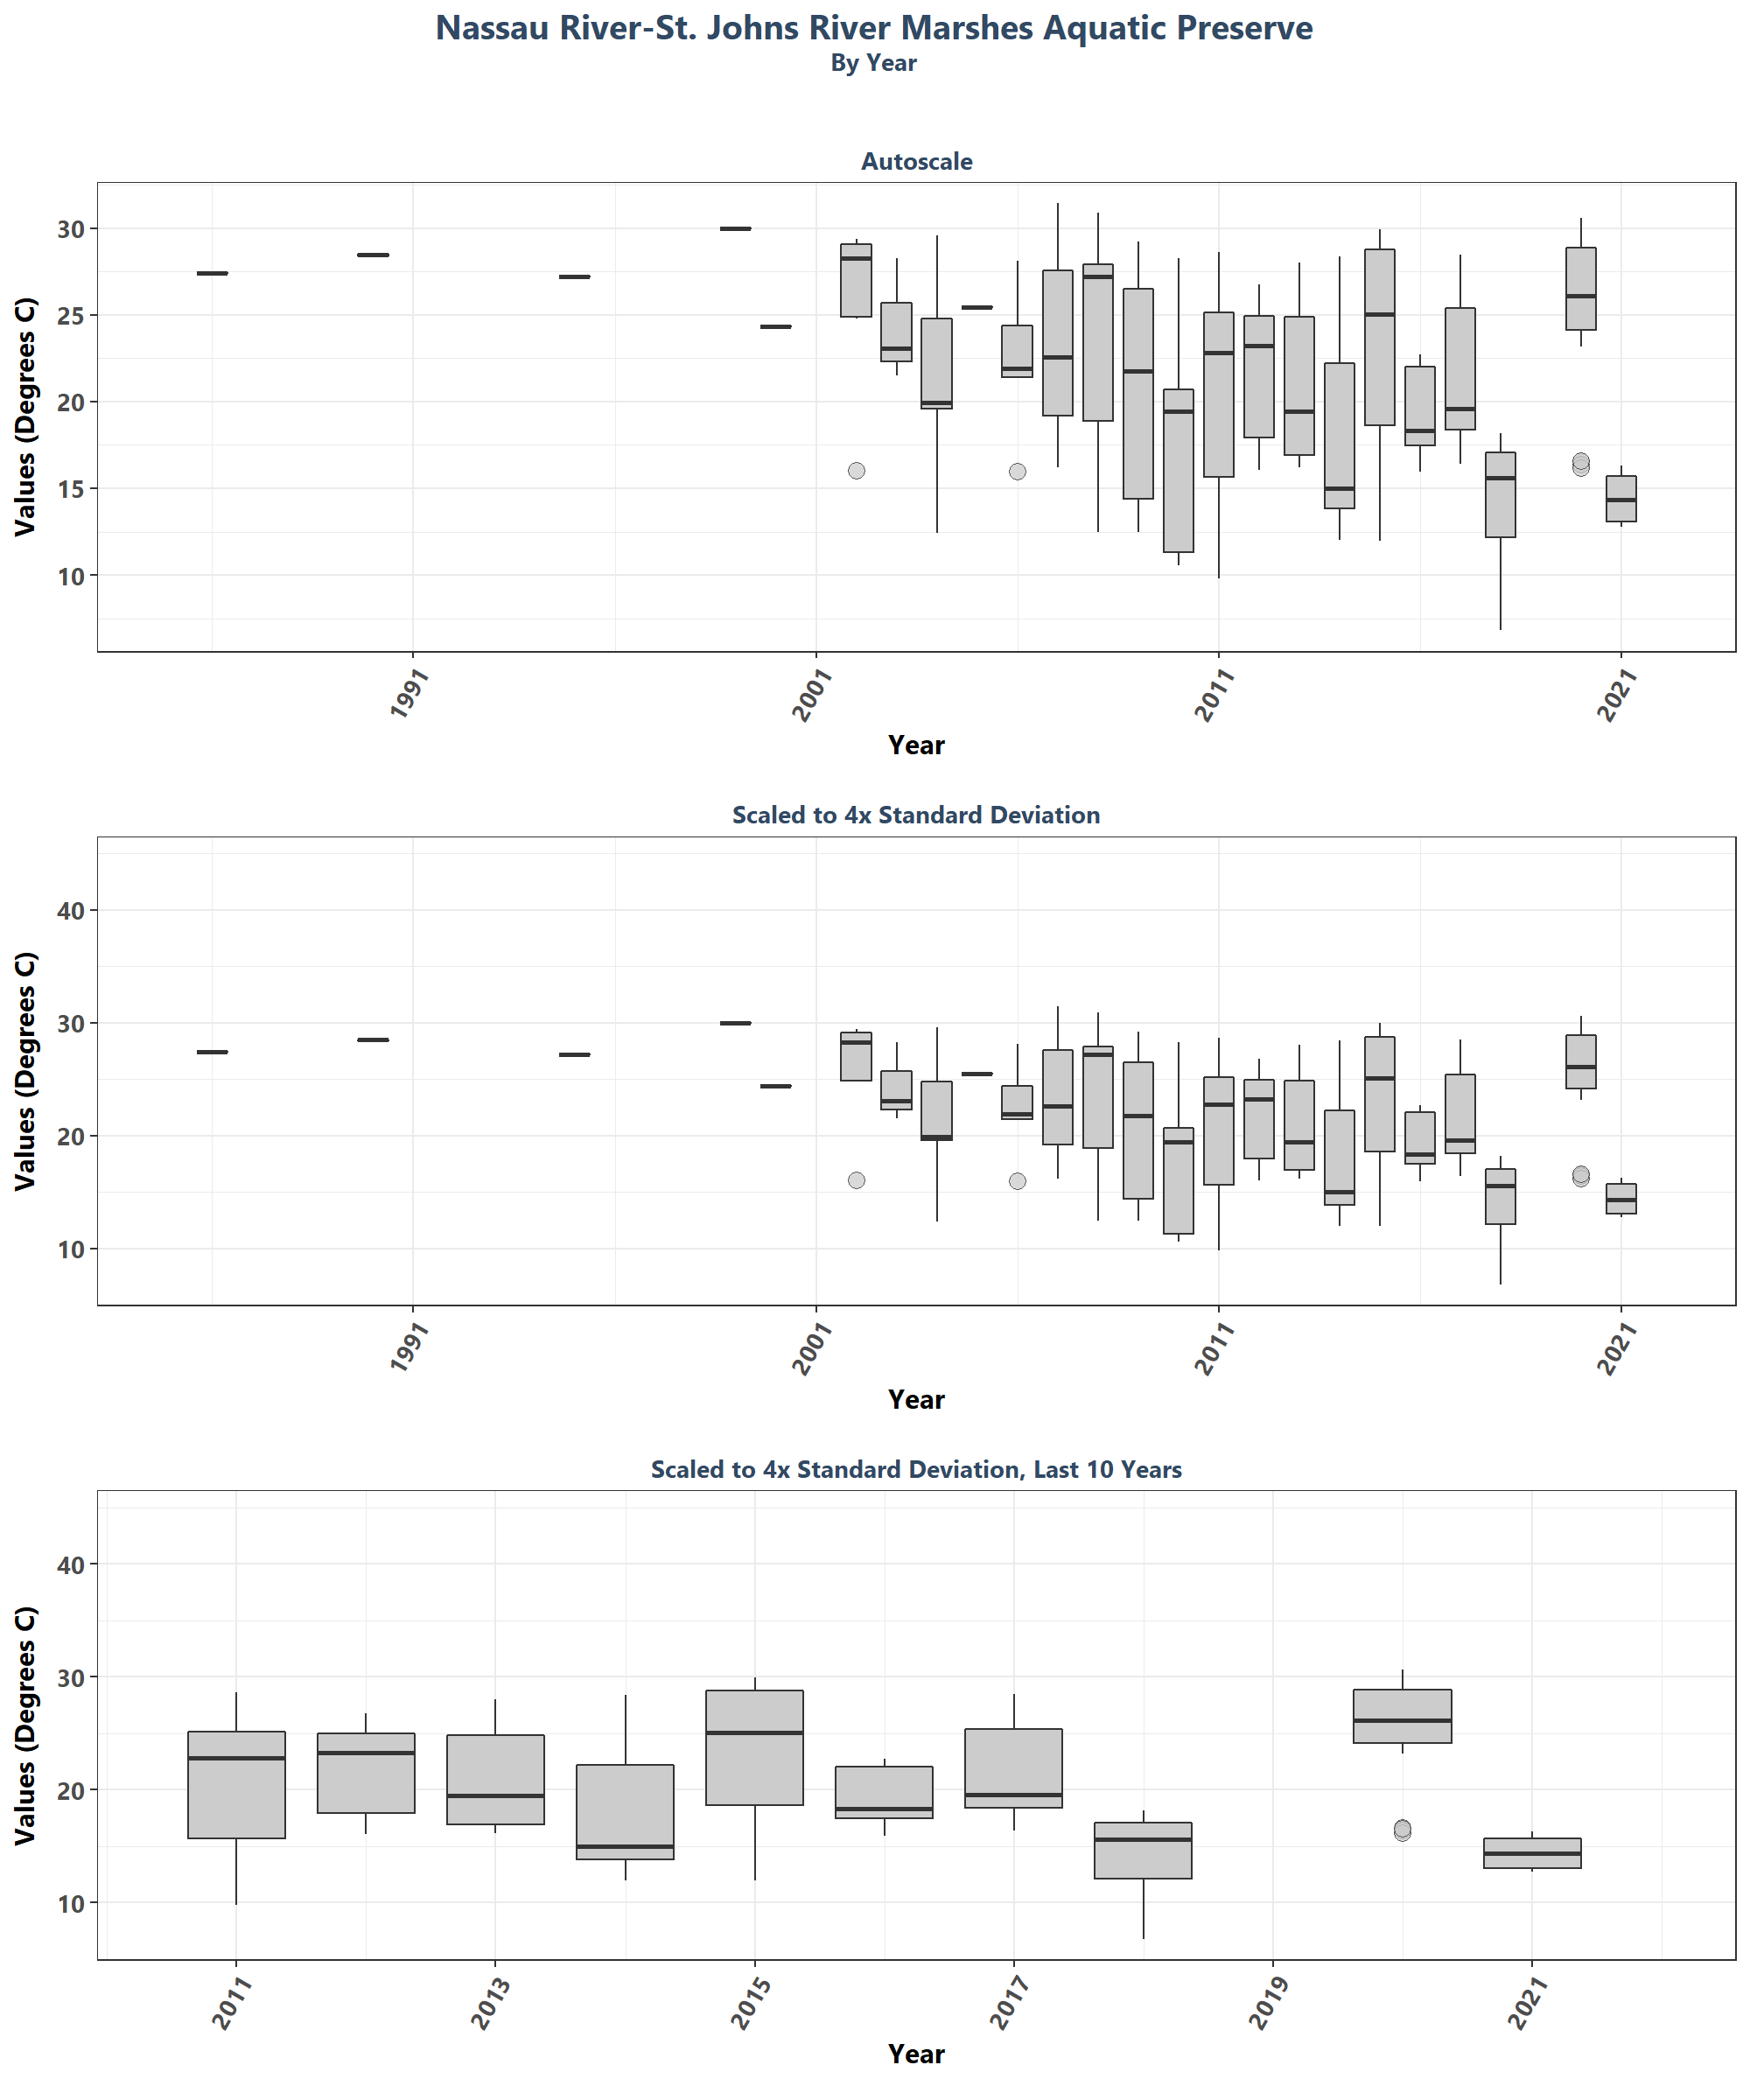 Nassau River-St. Johns River Marshes Aquatic Preserve
By Year
Autoscale
Values (Degrees C)
30
25
20
15
10
1991
2001
2011
2021
Year
Scaled to 4x Standard Deviation
Values (Degrees C)
40
30
20
10
1991
2001
2011
2021
Year
Scaled to 4x Standard Deviation, Last 10 Years
Values (Degrees C)
40
30
20
10
2011
2013
2015
2017
2019
2021
Year